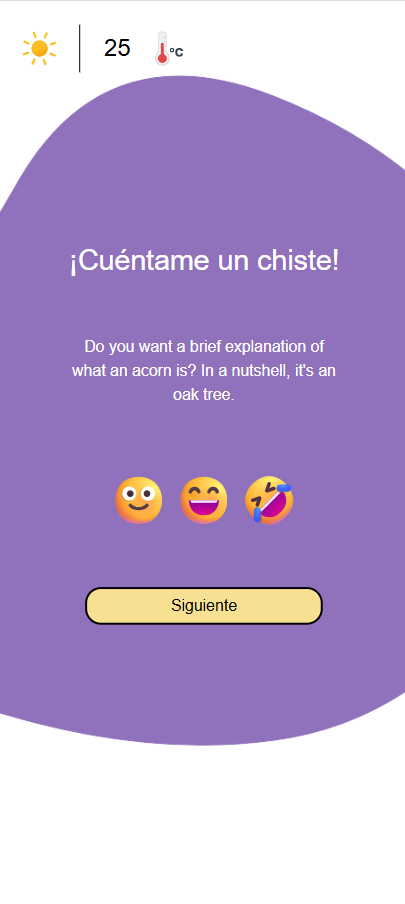 25 °C
¡Cuéntame un chiste!
Do you want a brief explanation of
what an acorn is? In a nutshell, it's an
oak tree.
Siguiente